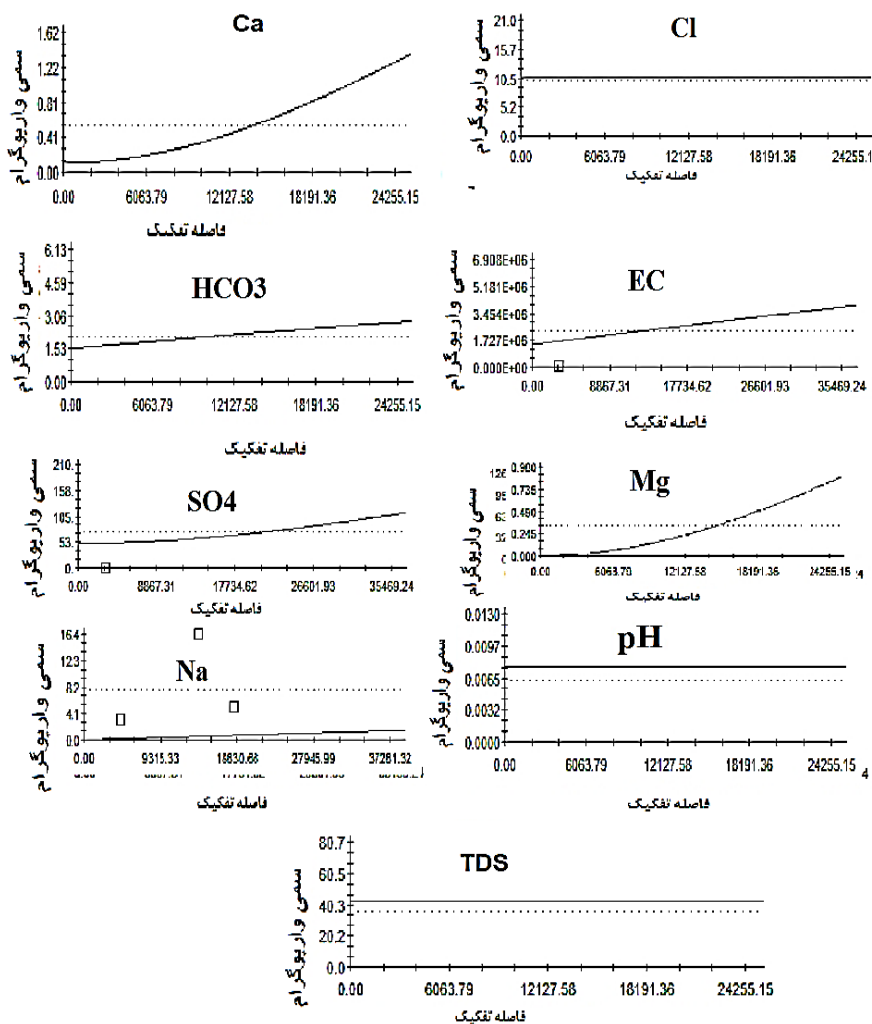 Ca
سمی واریوگرام
1.62
1.22
0.81
0.41
0.00
0.00 6063.79 12127.58 18191.36 24255.15
فاصله تفکیک
Cl
سمی واریوگرام
21.0
15.7
10.5
5.2
0.0
0.00 6063.79 12127.58 18191.36 24255.15
فاصله تفکیک
HCO3
سمی واریوگرام
6.13
4.59
3.06
1.53
0.00
0.00 6063.79 12127.58 18191.36 24255.15
فاصله تفکیک
EC
سمی واریوگرام
6.908E+06
5.181E+06
3.454E+06
1.727E+06
0.000E+00
0.00 8867.31 17734.62 26601.93 35469.24
فاصله تفکیک
SO4
سمی واریوگرام
210.
158.
105.
53.
0.
0.00 8867.31 17734.62 26601.93 35469.24
فاصله تفکیک
Mg
سمی واریوگرام
0.980
0.735
0.490
0.245
0.000
0.00 6063.79 12127.58 18191.36 24255.15
فاصله تفکیک
Na
سمی واریوگرام
164
123
82
4.1
0.0
0.00 9311.33 18630.68 27945.99 37261.32
فاصله تفکیک
pH
سمی واریوگرام
0.0130
0.0097
0.0065
0.0032
0.0000
0.00 6063.79 12127.58 18191.36 24255.15 4
فاصله تفکیک
TDS
سمی واریوگرام
80.7
60.5
40.3
20.2
0.0
0.00 6063.79 12127.58 18191.36 24255.15
فاصله تفکیک